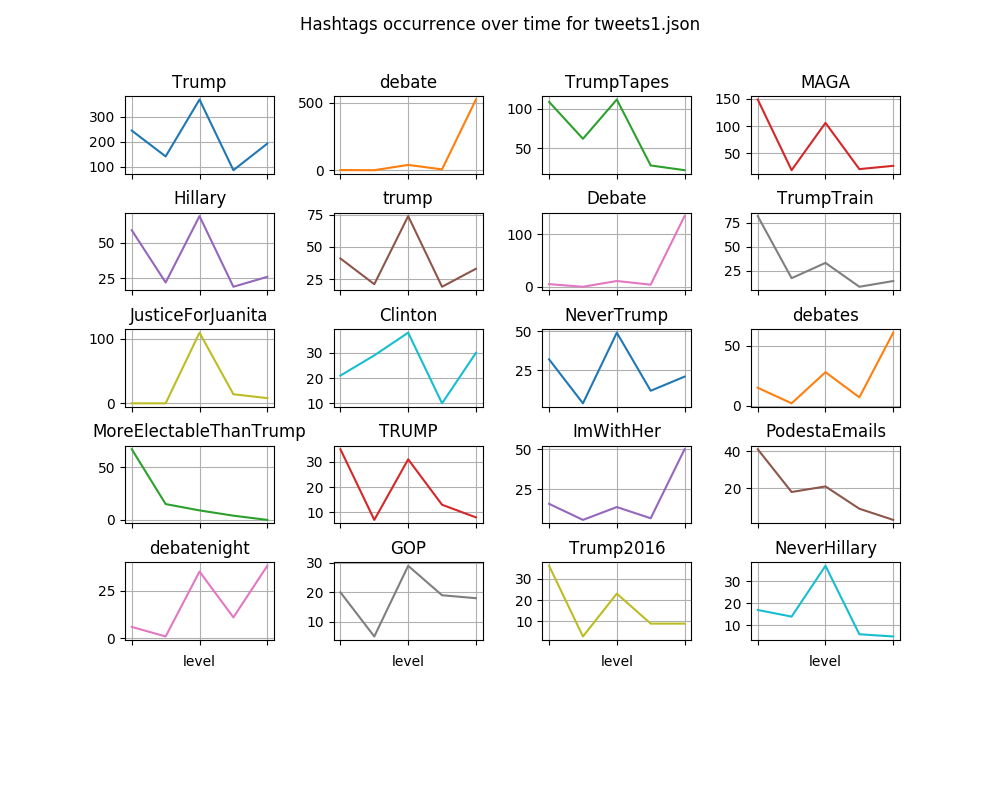 Hashtags occurrence over time for tweets1.json
Trump
debate
TrumpTapes
MAGA
300
200
100
500
0
100
50
150
100
50
Hillary
trump
Debate
TrumpTrain
50
25
75
50
25
100
0
75
50
25
JusticeForJuanita
Clinton
NeverTrump
debates
100
0
30
20
10
50
25
50
0
MoreElectableThanTrump
TRUMP
ImWithHer
PodestaEmails
50
0
30
20
10
50
25
40
20
debatenight
GOP
Trump2016
NeverHillary
25
0
30
20
10
30
20
10
30
20
10
level
level
level
level